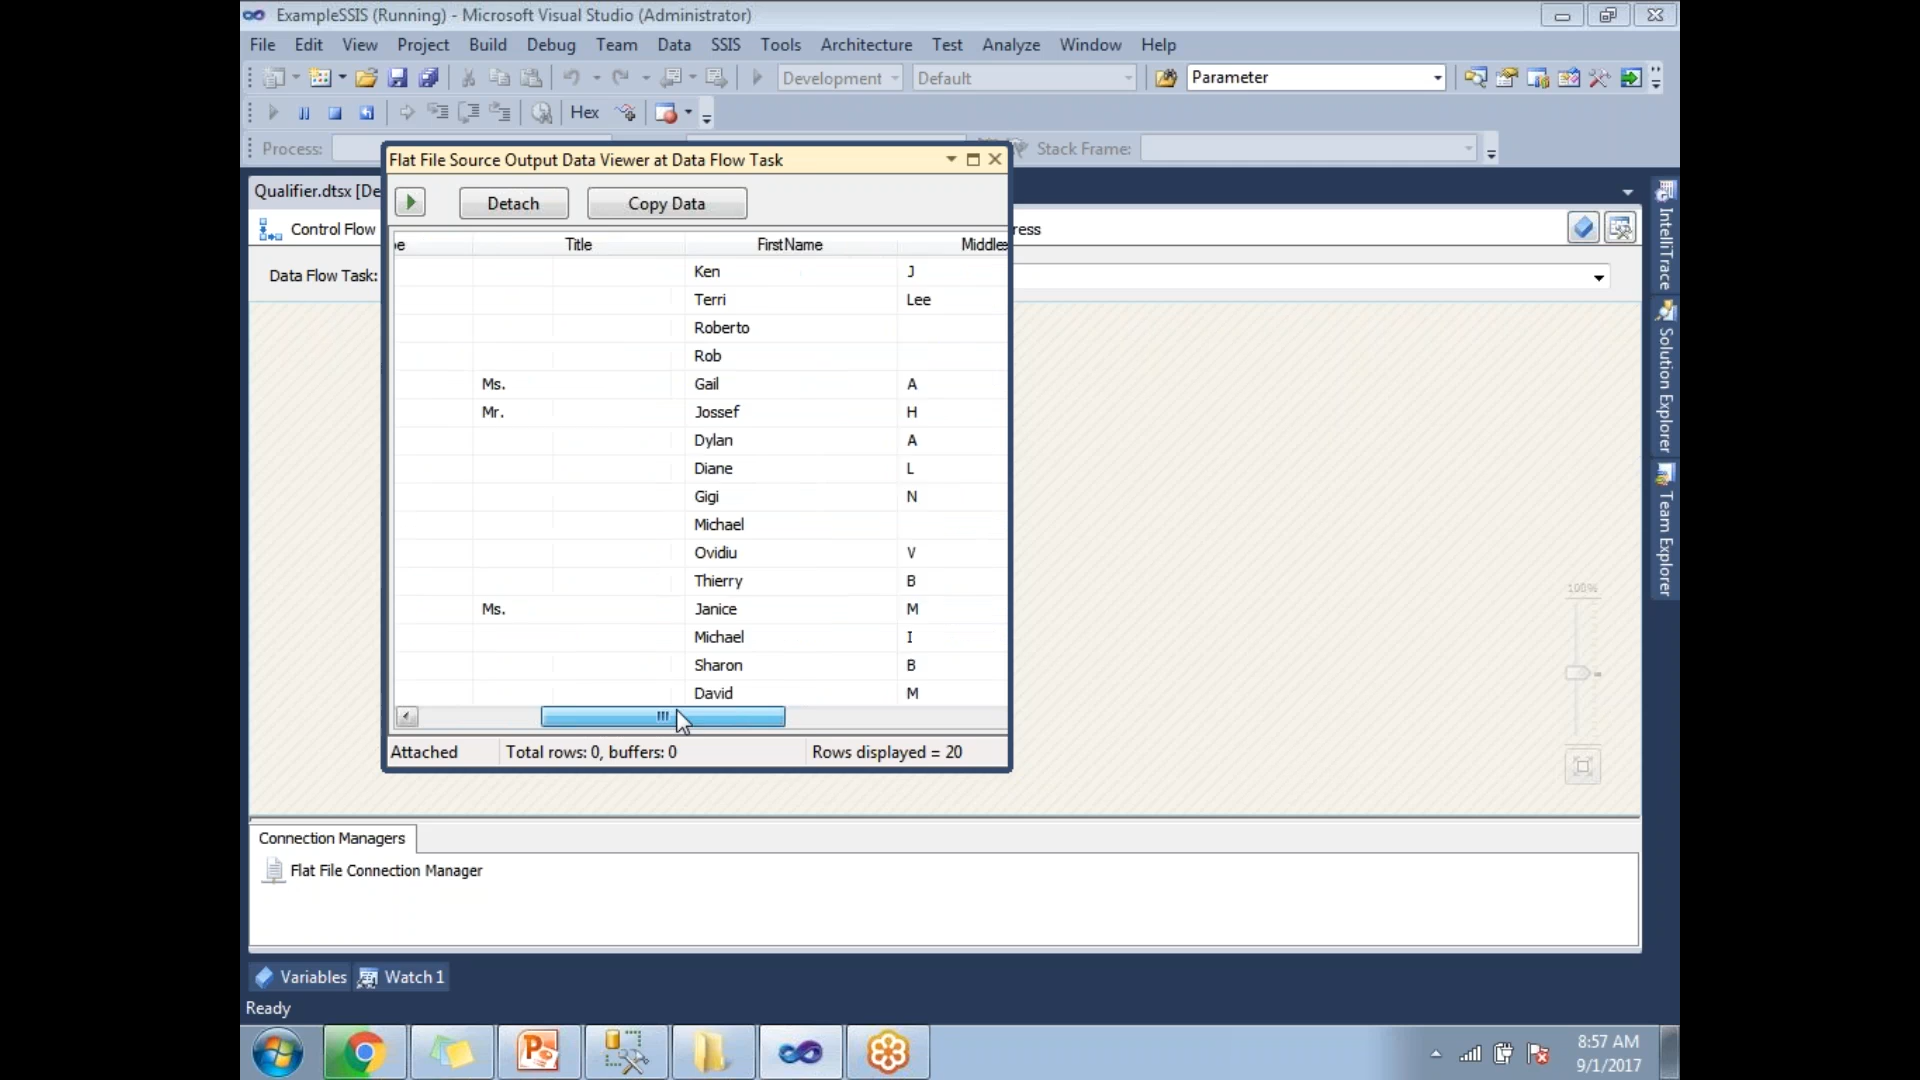 ExampleSSIS (Running) - Microsoft Visual Studio (Administrator)
File Edit View Project Build Debug Team Data SSIS Tools Architecture Test Analyze Window Help
Development Default Parameter
Hex
Process: Stack Frame:
Flat File Source Output Data Viewer at Data Flow Task
Qualifier.dtsx [De
Detach Copy Data
Control Flow ress
Data Flow Task:
pe Title FirstName Middle
Ken J
Terri Lee
Roberto
Rob
Ms. Gail A
Mr. Jossef H
Dylan A
Diane L
Gigi N
Michael
Ovidiu V
Thierry B
Ms. Janice M
Michael I
Sharon B
David M
Attached Total rows: 0, buffers: 0 Rows displayed = 20
100%
IntelliTrace
Solution Explorer
Team Explorer
Connection Managers
Flat File Connection Manager
Variables Watch 1
Ready
8:57 AM
9/1/2017